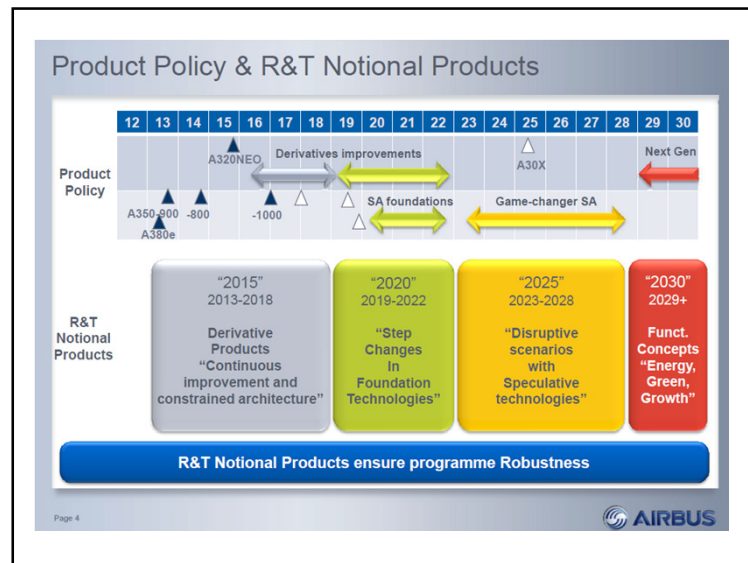 Product Policy & R&T Notional Products
12 13 14 15 16 17 18 19 20 21 22 23 24 25 26 27 28 29 30
Product
Policy
A320NEO
Derivatives improvements
A30X
Next Gen
A350-900
-800
-1000
A380e
SA foundations
Game-changer SA
R&T
Notional
Products
"2015"
2013-2018
Derivative
Products
"Continuous
improvement and
constrained architecture"
"2020"
2019-2022
"Step
Changes
In
Foundation
Technologies"
"2025"
2023-2028
"Disruptive
scenarios
with
Speculative
technologies"
"2030"
2029+
Funct.
Concepts
"Energy,
Green,
Growth"
R&T Notional Products ensure programme Robustness
Page 4
AIRBUS